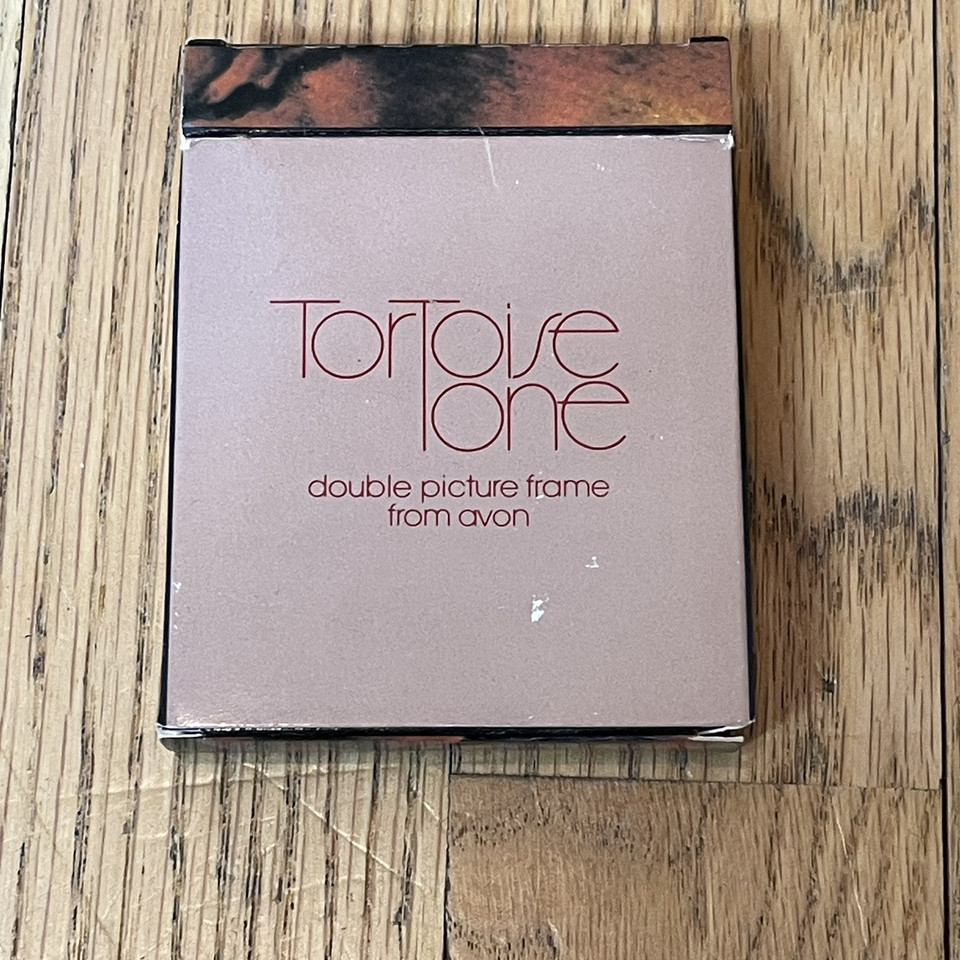 TorToise
Tone
double picture frame
from avon